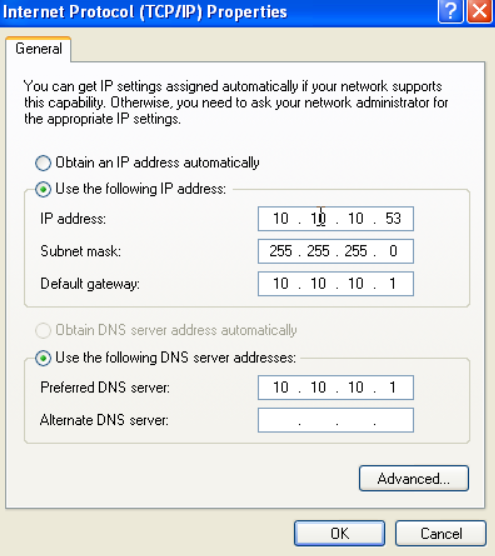 Internet Protocol (TCP/IP) Properties
General
You can get IP settings assigned automatically if your network supports
this capability. Otherwise, you need to ask your network administrator for
the appropriate IP settings.
Obtain an IP address automatically
Use the following IP address:
IP address: 10 . 10 . 10 . 53
Subnet mask: 255 . 255 . 255 . 0
Default gateway: 10 . 10 . 10 . 1
Obtain DNS server address automatically
Use the following DNS server addresses:
Preferred DNS server: 10 . 10 . 10 . 1
Alternate DNS server: . . .
Advanced...
OK Cancel